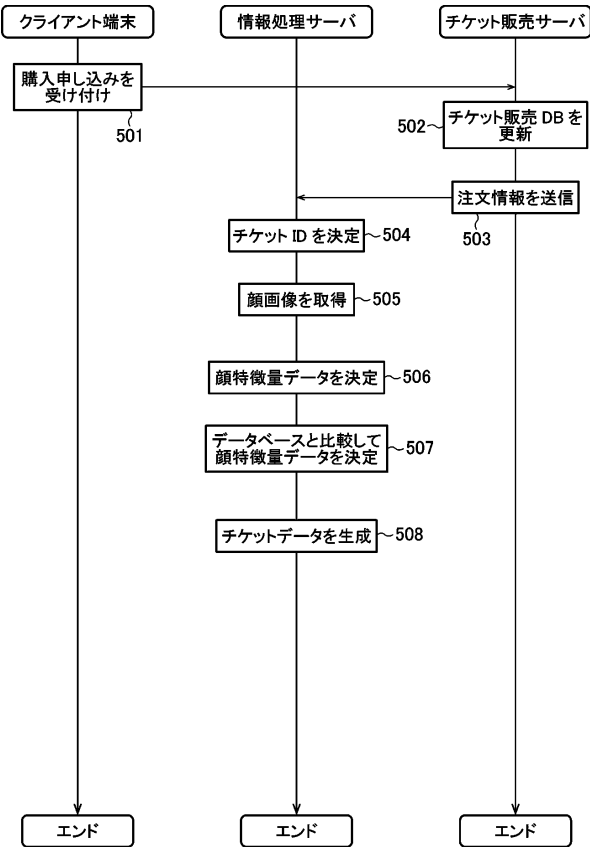 クライアント端末
情報処理サーバ
チケット販売サーバ
購入申し込みを
受け付け
501
502
チケット販売 DB を
更新
注文情報を送信
503
チケット ID を決定
504
顔画像を取得
505
顔特徴量データを決定
506
データベースと比較して
顔特徴量データを決定
507
チケットデータを生成
508
エンド
エンド
エンド